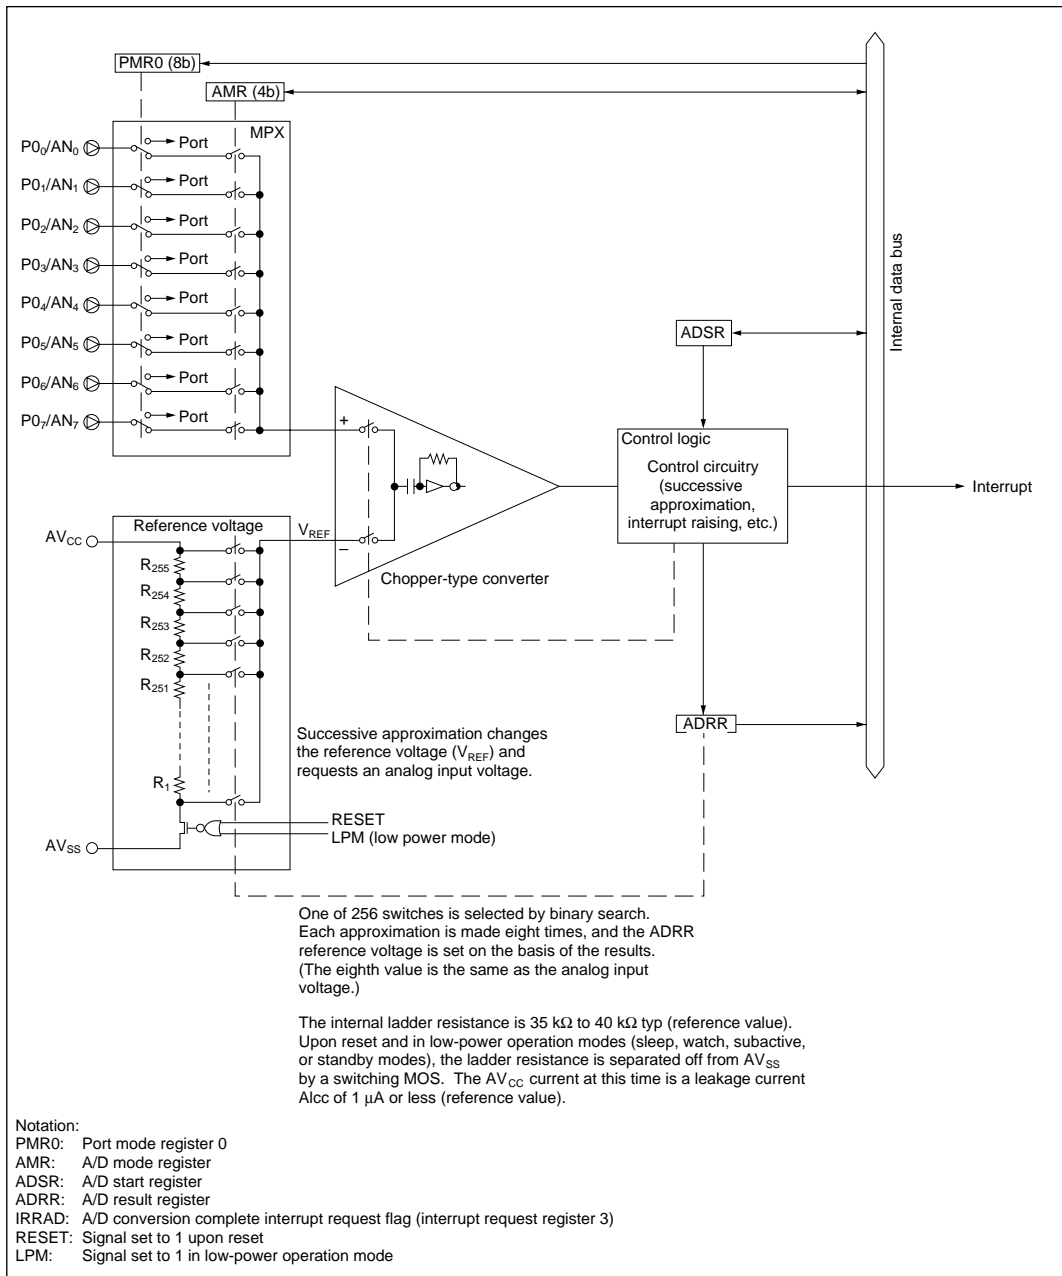 PMR0 (8b)
AMR (4b)
MPX
P0₀/AN₀
Port
P0₁/AN₁
Port
P0₂/AN₂
Port
P0₃/AN₃
Port
P0₄/AN₄
Port
P0₅/AN₅
Port
P0₆/AN₆
Port
P0₇/AN₇
Port
Internal data bus
ADSR
+
−
Control logic
Control circuitry
(successive
approximation,
interrupt raising, etc.)
Interrupt
Chopper-type converter
AV_CC
Reference voltage
V_REF
R₂₅₅
R₂₅₄
R₂₅₃
R₂₅₂
R₂₅₁
R₁
ADRR
Successive approximation changes
the reference voltage (V_REF) and
requests an analog input voltage.
RESET
LPM (low power mode)
AV_SS
One of 256 switches is selected by binary search.
Each approximation is made eight times, and the ADRR
reference voltage is set on the basis of the results.
(The eighth value is the same as the analog input
voltage.)
The internal ladder resistance is 35 kΩ to 40 kΩ typ (reference value).
Upon reset and in low-power operation modes (sleep, watch, subactive,
or standby modes), the ladder resistance is separated off from AV_SS
by a switching MOS. The AV_CC current at this time is a leakage current
AIcc of 1 μA or less (reference value).
Notation:
PMR0: Port mode register 0
AMR: A/D mode register
ADSR: A/D start register
ADRR: A/D result register
IRRAD: A/D conversion complete interrupt request flag (interrupt request register 3)
RESET: Signal set to 1 upon reset
LPM: Signal set to 1 in low-power operation mode